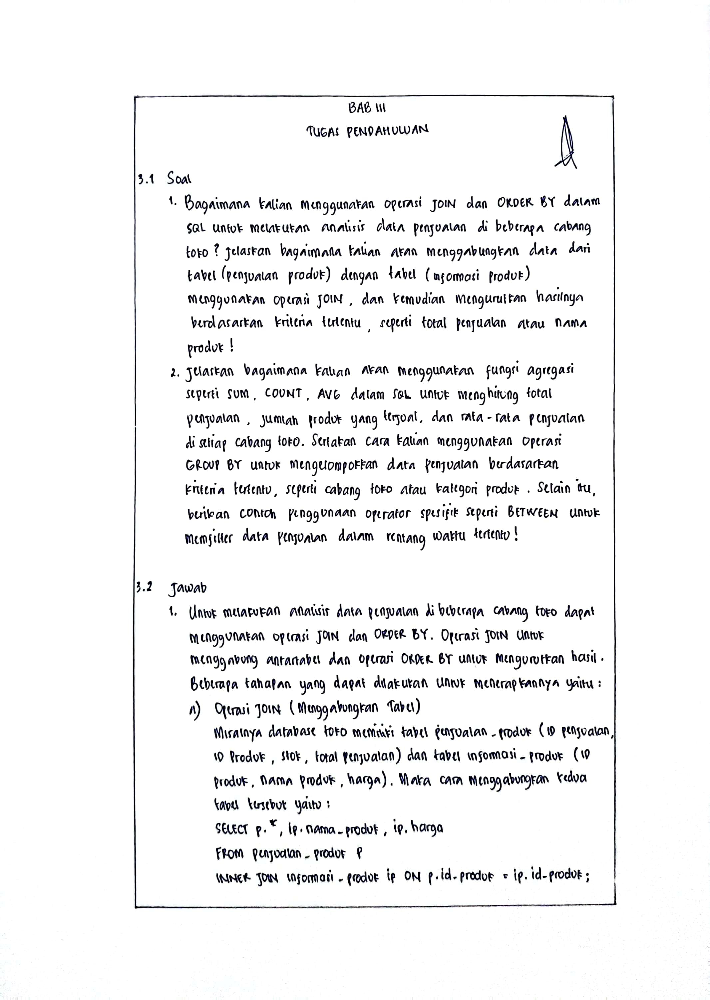 BAB III
TUGAS PENDAHULUAN
3.1 Soal
1. Bagaimana kalian menggunakan operasi JOIN dan ORDER BY dalam
SQL untuk melakukan analisis data penjualan di beberapa cabang
toko ? Jelaskan bagaimana kalian akan menggabungkan data dari
tabel (penjualan produk) dengan tabel (informasi produk)
menggunakan operasi JOIN , dan kemudian mengurutkan hasilnya
berdasarkan kriteria tertentu , seperti total penjualan atau nama
produk !
2. Jelaskan bagaimana kalian akan menggunakan fungsi agregasi
seperti SUM , COUNT , AVG dalam SQL untuk menghitung total
penjualan , jumlah produk yang terjual, dan rata-rata penjualan
di setiap cabang toko. Sertakan cara kalian menggunakan operasi
GROUP BY untuk mengelompokkan data penjualan berdasarkan
kriteria tertentu, seperti cabang toko atau kategori produk . Selain itu,
berikan contoh penggunaan operator spesifik seperti BETWEEN untuk
memfilter data penjualan dalam rentang waktu tertentu !
3.2 Jawab
1. Untuk melakukan analisis data penjualan di beberapa cabang toko dapat
menggunakan operasi JOIN dan ORDER BY. Operasi JOIN untuk
menggabung antartabel dan operasi ORDER BY untuk mengurutkan hasil .
Beberapa tahapan yang dapat dilakukan untuk menerapkannya yaitu :
A) Operasi JOIN ( Menggabungkan Tabel )
Misalnya database toko memiliki tabel penjualan_produk ( ID penjualan,
ID Produk , stok , total penjualan ) dan tabel informasi_produk ( ID
produk , nama produk , harga ) . Maka cara menggabungkan kedua
tabel tersebut yaitu :
SELECT p.*, ip.nama_produk , ip.harga
FROM penjualan_produk p
INNER JOIN informasi_produk ip ON p.id_produk = ip.id_produk ;